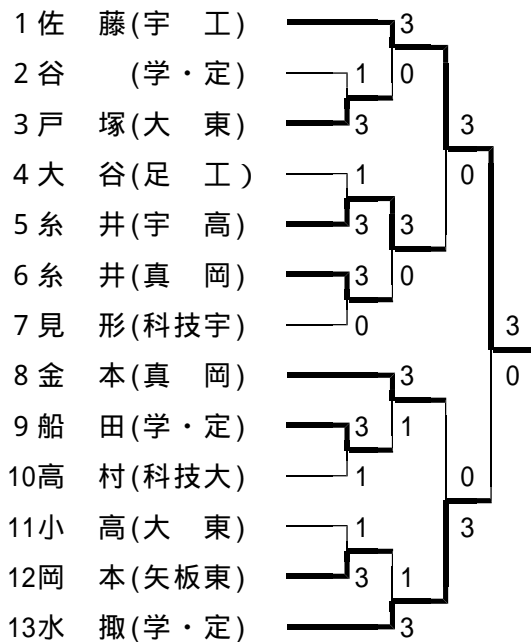 1 佐 藤(宇 工)
3
2 谷 (学・定)
1
0
3 戸 塚(大 東)
3
3
4 大 谷(足 工)
1
0
5 糸 井(宇 高)
3
3
6 糸 井(真 岡)
3
0
7 見 形(科技宇)
0
3
8 金 本(真 岡)
3
0
9 船 田(学・定)
3
1
10高 村(科技大)
1
0
11小 高(大 東)
1
3
12岡 本(矢板東)
3
1
13水 掫(学・定)
3